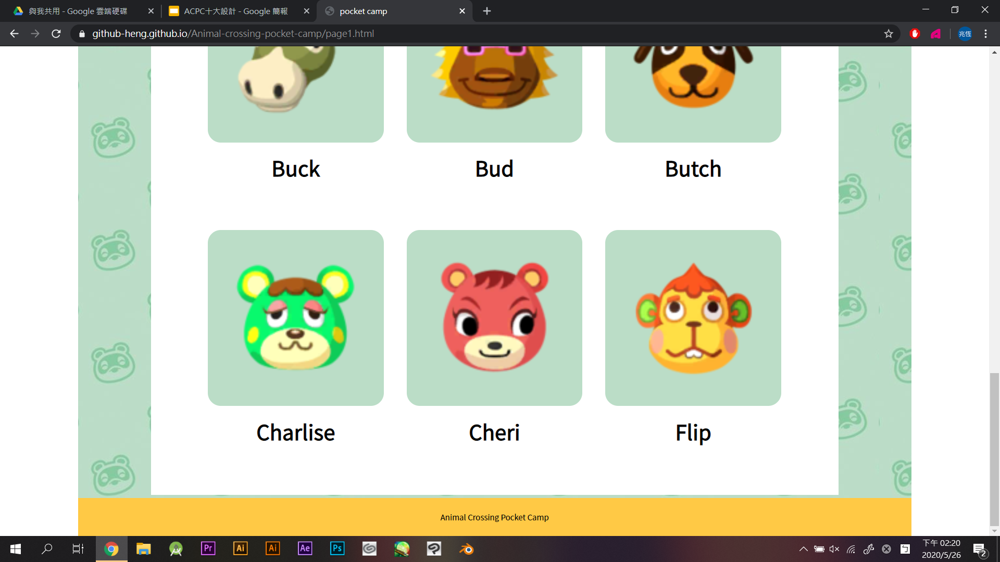 與我共用 - Google 雲端硬碟
ACPC十大設計 - Google 簡報
pocket camp
github-heng.github.io/Animal-crossing-pocket-camp/page1.html
兆恆
Buck
Bud
Butch
Charlise
Cheri
Flip
Animal Crossing Pocket Camp
Pr
Ai
Ai
Ae
Ps
下午 02:20
2020/5/26
2